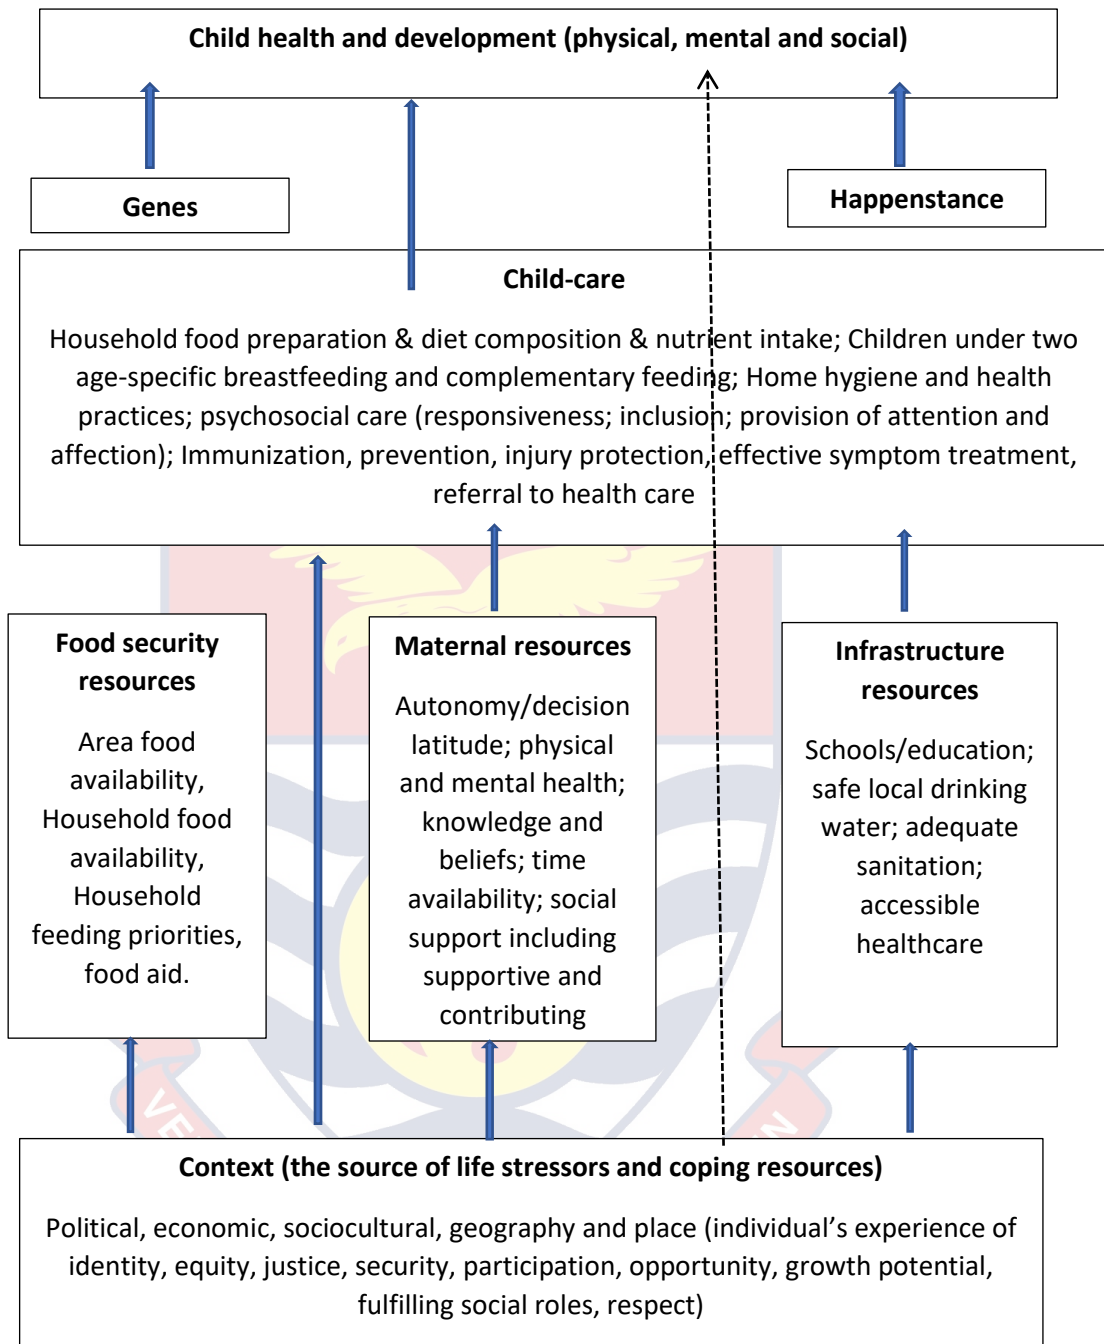 Child health and development (physical, mental and social)
Genes
Happenstance
Child-care
Household food preparation & diet composition & nutrient intake; Children under two
age-specific breastfeeding and complementary feeding; Home hygiene and health
practices; psychosocial care (responsiveness; inclusion; provision of attention and
affection); Immunization, prevention, injury protection, effective symptom treatment,
referral to health care
Food security
resources
Area food
availability,
Household food
availability,
Household
feeding priorities,
food aid.
Maternal resources
Autonomy/decision
latitude; physical
and mental health;
knowledge and
beliefs; time
availability; social
support including
supportive and
contributing
Infrastructure
resources
Schools/education;
safe local drinking
water; adequate
sanitation;
accessible
healthcare
VE
EN
Context (the source of life stressors and coping resources)
Political, economic, sociocultural, geography and place (individual’s experience of
identity, equity, justice, security, participation, opportunity, growth potential,
fulfilling social roles, respect)